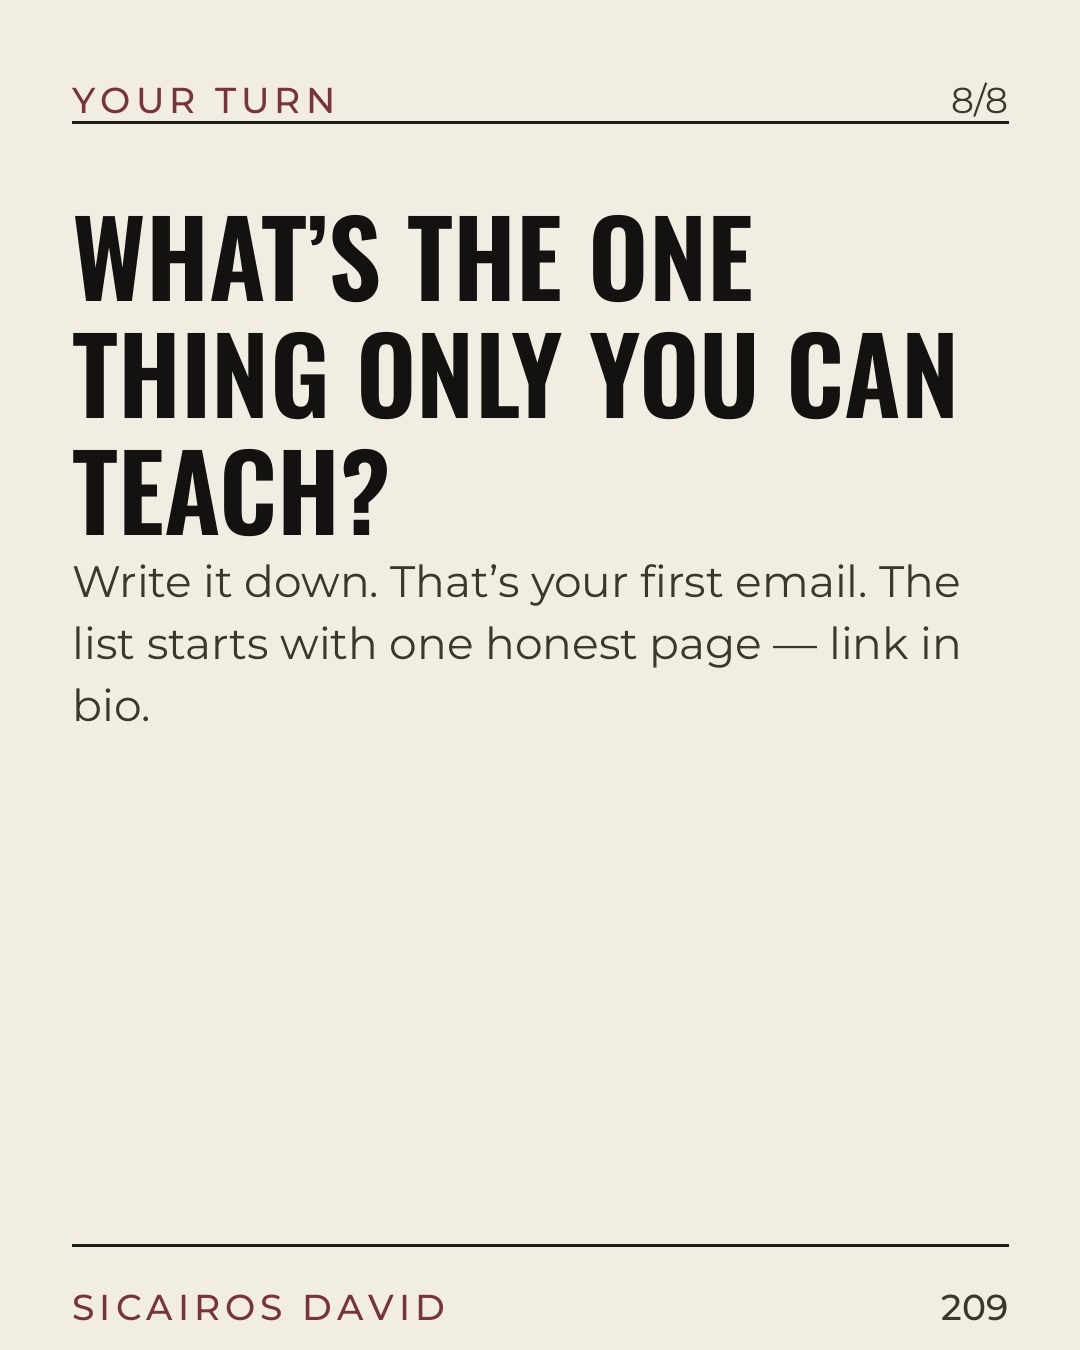 YOUR TURN
8/8
WHAT’S THE ONE
THING ONLY YOU CAN
TEACH?
Write it down. That’s your first email. The
list starts with one honest page — link in
bio.
SICAIROS DAVID
209